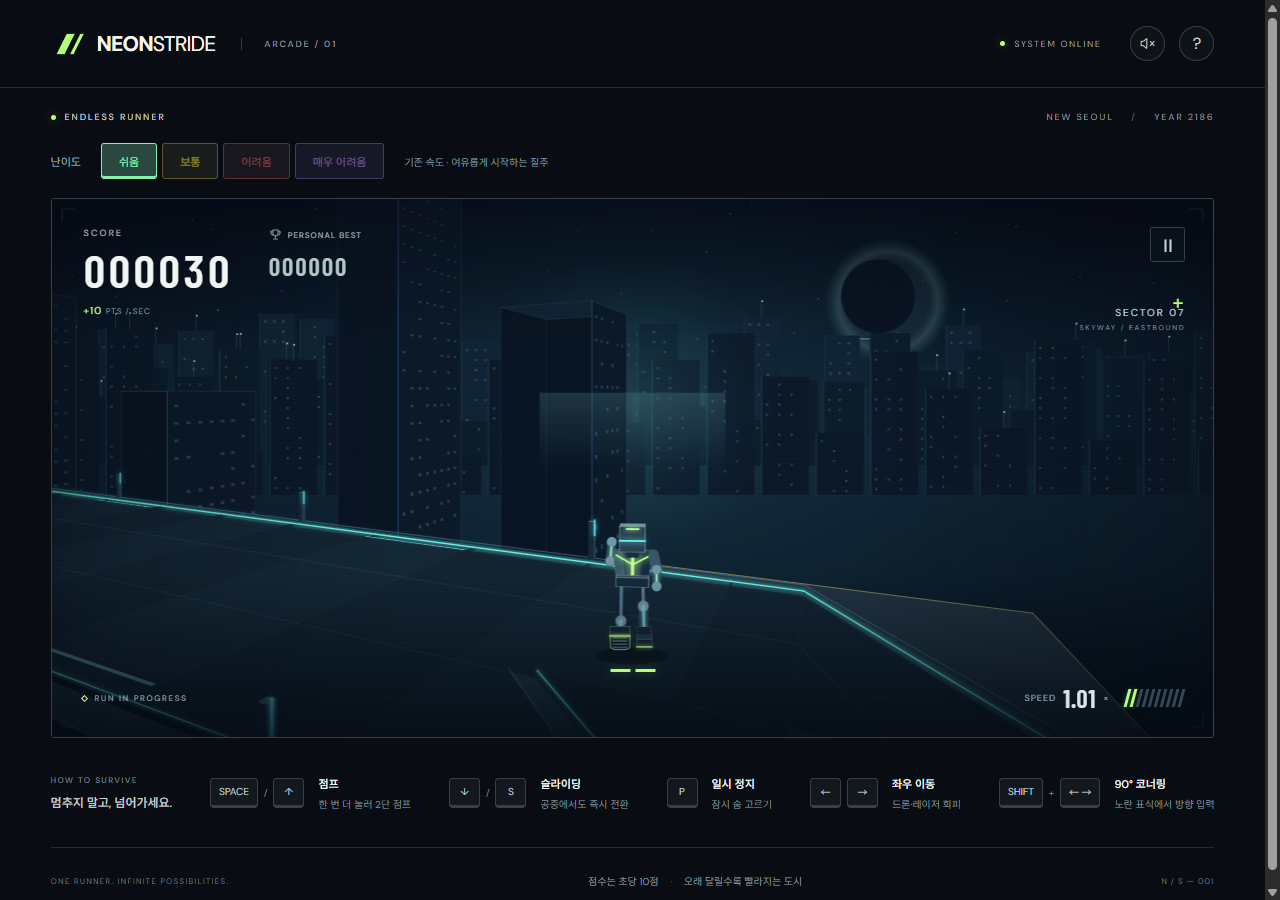 NEONSTRIDE
ARCADE / 01
SYSTEM ONLINE
?
ENDLESS RUNNER
NEW SEOUL / YEAR 2186
난이도
쉬움
보통
어려움
매우 어려움
기존 속도 · 여유롭게 시작하는 질주
SCORE
000030
+10 PTS / SEC
PERSONAL BEST
000000
+
SECTOR 07
SKYWAY / EASTBOUND
RUN IN PROGRESS
SPEED 1.01 ×
HOW TO SURVIVE
멈추지 말고, 넘어가세요.
SPACE / ↑
점프
한 번 더 눌러 2단 점프
↓ / S
슬라이딩
공중에서도 즉시 전환
P
일시 정지
잠시 숨 고르기
← →
좌우 이동
드론·레이저 회피
SHIFT + ← →
90° 코너링
노란 표식에서 방향 입력
ONE RUNNER. INFINITE POSSIBILITIES.
점수는 초당 10점 · 오래 달릴수록 빨라지는 도시
N / S — 001